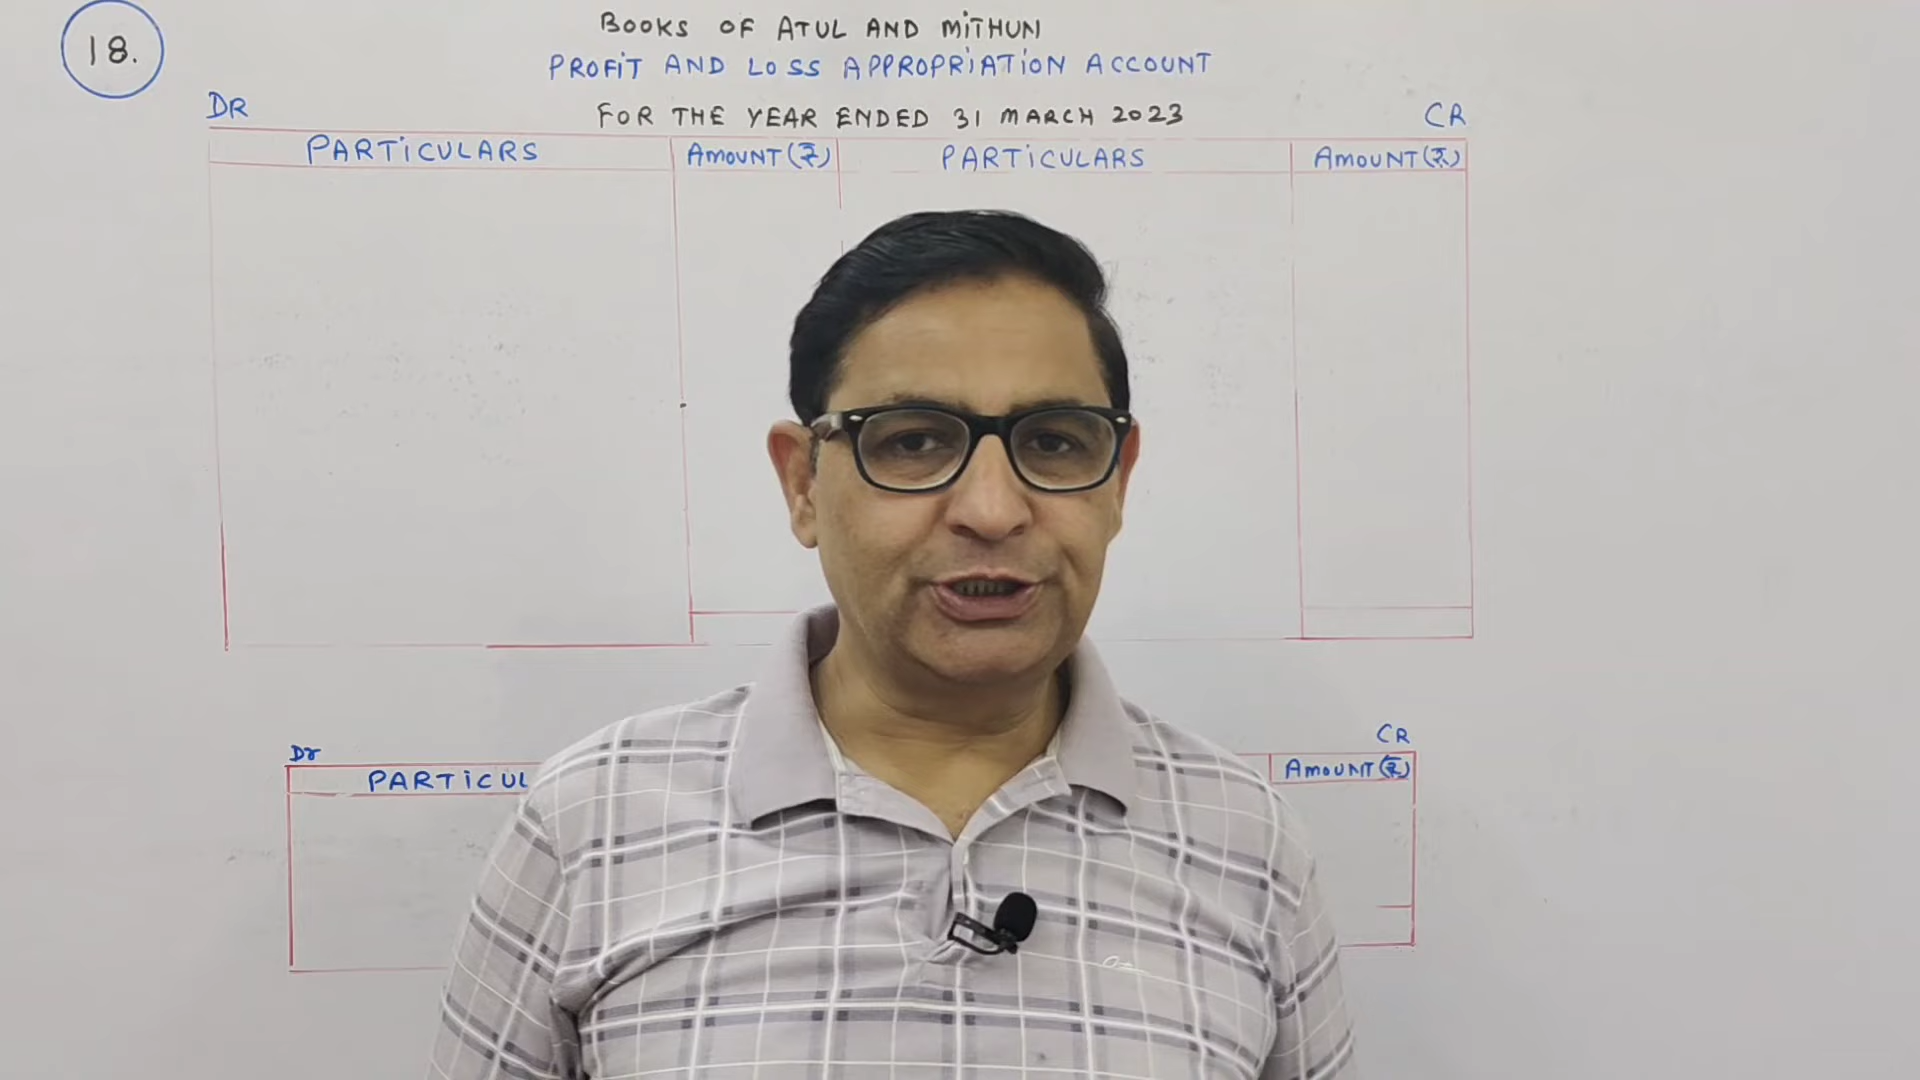 18.
BOOKS OF ATUL AND MITHUN
PROFIT AND LOSS APPROPRIATION ACCOUNT
FOR THE YEAR ENDED 31 MARCH 2023
DR CR
PARTICULARS AMOUNT (₹) PARTICULARS AMOUNT (₹)
Dr CR
PARTICUL AMOUNT (₹)